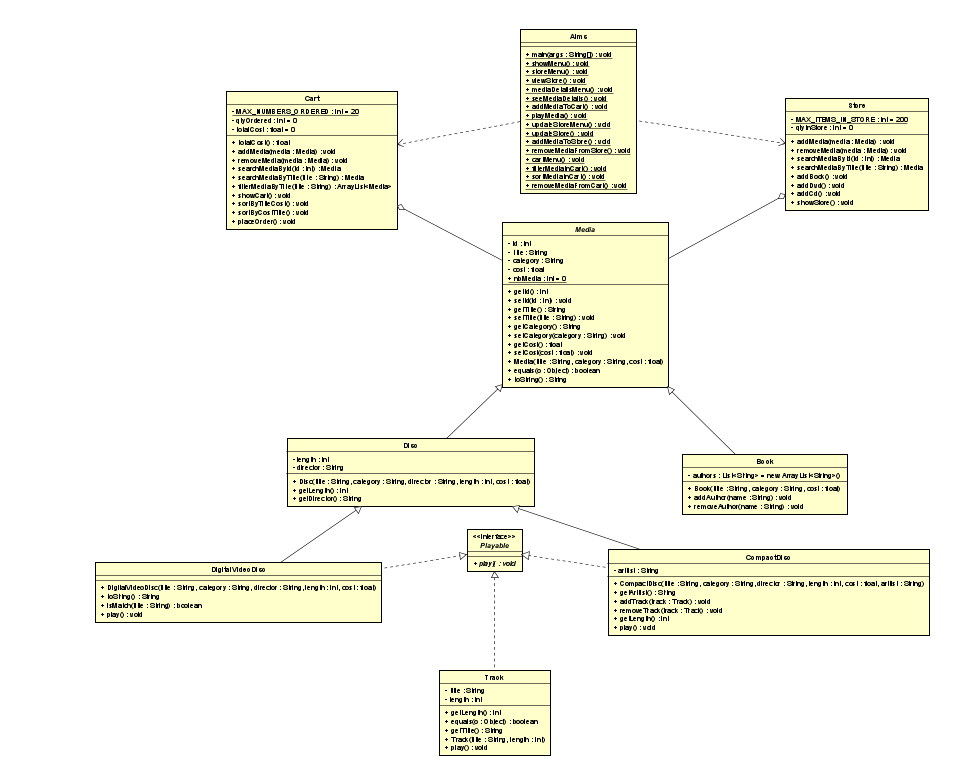 Aims
+ main(args : String[]) : void
+ showMenu() : void
+ storeMenu() : void
+ viewStore() : void
+ mediaDetailsMenu() : void
+ seeMediaDetails() : void
+ addMediaToCart() : void
+ playMedia() : void
+ updateStoreMenu() : void
+ updateStore() : void
+ addMediaToStore() : void
+ removeMediaFromStore() : void
+ cartMenu() : void
+ filterMediaInCart() : void
+ sortMediaInCart() : void
+ removeMediaFromCart() : void
Cart
- MAX_NUMBERS_ORDERED : int = 20
- qtyOrdered : int = 0
- totalCost : float = 0
+ totalCost() : float
+ addMedia(media : Media) : void
+ removeMedia(media : Media) : void
+ searchMediaById(id : int) : Media
+ searchMediaByTitle(title : String) : Media
+ filterMediaByTitle(title : String) : ArrayList<Media>
+ showCart() : void
+ sortByTitleCost() : void
+ sortByCostTitle() : void
+ placeOrder() : void
Store
- MAX_ITEMS_IN_STORE : int = 200
- qtyInStore : int = 0
+ addMedia(media : Media) : void
+ removeMedia(media : Media) : void
+ searchMediaById(id : int) : Media
+ searchMediaByTitle(title : String) : Media
+ addBook() : void
+ addDvd() : void
+ addCd() : void
+ showStore() : void
Media
- id : int
- title : String
- category : String
- cost : float
+ nbMedia : int = 0
+ getId() : int
+ setId(id : int) : void
+ getTitle() : String
+ setTitle(title : String) : void
+ getCategory() : String
+ setCategory(category : String) : void
+ getCost() : float
+ setCost(cost : float) : void
+ Media(title : String, category : String, cost : float)
+ equals(o : Object) : boolean
+ toString() : String
Disc
- length : int
- director : String
+ Disc(title : String, category : String, director : String, length : int, cost : float)
+ getLength() : int
+ getDirector() : String
Book
- authors : List<String> = new ArrayList<String>()
+ Book(title : String, category : String, cost : float)
+ addAuthor(name : String) : void
+ removeAuthor(name : String) : void
<<interface>>
Playable
+ play() : void
DigitalVideoDisc
+ DigitalVideoDisc(title : String, category : String, director : String, length : int, cost : float)
+ toString() : String
+ isMatch(title : String) : boolean
+ play() : void
CompactDisc
- artist : String
+ CompactDisc(title : String, category : String, director : String, length : int, cost : float, artist : String)
+ getArtist() : String
+ addTrack(track : Track) : void
+ removeTrack(track : Track) : void
+ getLength() : int
+ play() : void
Track
- title : String
- length : int
+ getLength() : int
+ equals(o : Object) : boolean
+ getTitle() : String
+ Track(title : String, length : int)
+ play() : void